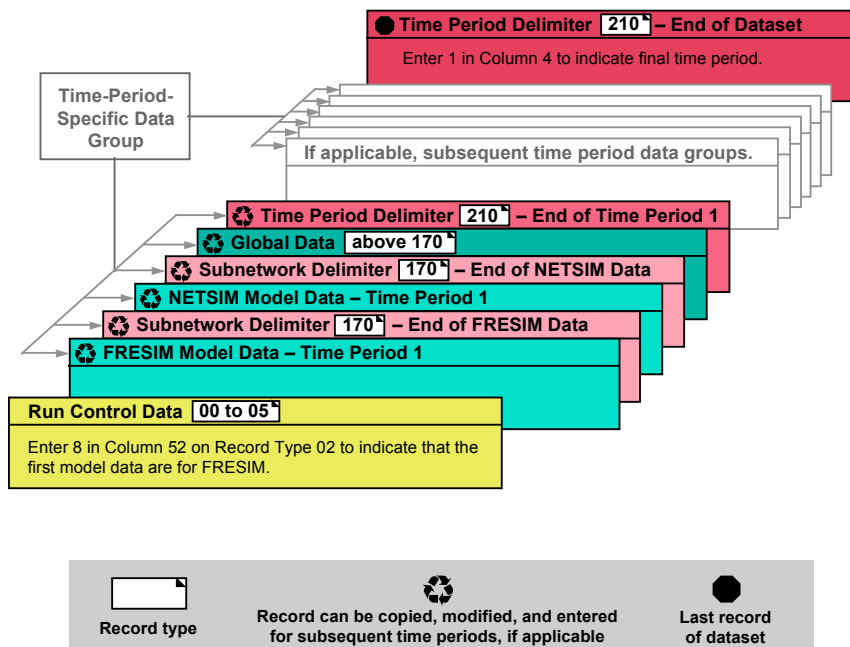 Time Period Delimiter 210 – End of Dataset
Enter 1 in Column 4 to indicate final time period.
Time-Period-
Specific Data
Group
If applicable, subsequent time period data groups.
Time Period Delimiter 210 – End of Time Period 1
Global Data above 170
Subnetwork Delimiter 170 – End of NETSIM Data
NETSIM Model Data – Time Period 1
Subnetwork Delimiter 170 – End of FRESIM Data
FRESIM Model Data – Time Period 1
Run Control Data 00 to 05
Enter 8 in Column 52 on Record Type 02 to indicate that the
first model data are for FRESIM.
Record type
Record can be copied, modified, and entered
for subsequent time periods, if applicable
Last record
of dataset